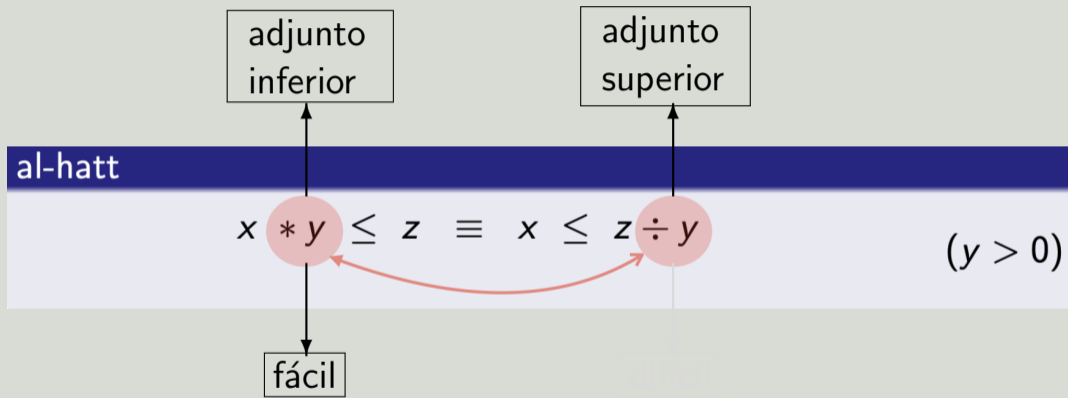 adjunto
inferior
adjunto
superior
al-hatt
x ∗ y ≤ z ≡ x ≤ z ÷ y
(y > 0)
fácil